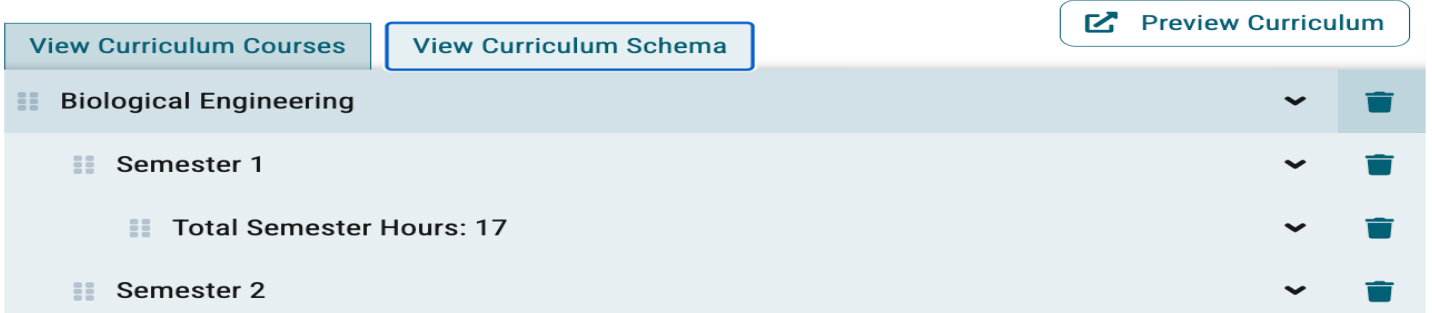 Preview Curriculum
View Curriculum Courses
View Curriculum Schema
Biological Engineering
Semester 1
Total Semester Hours: 17
Semester 2